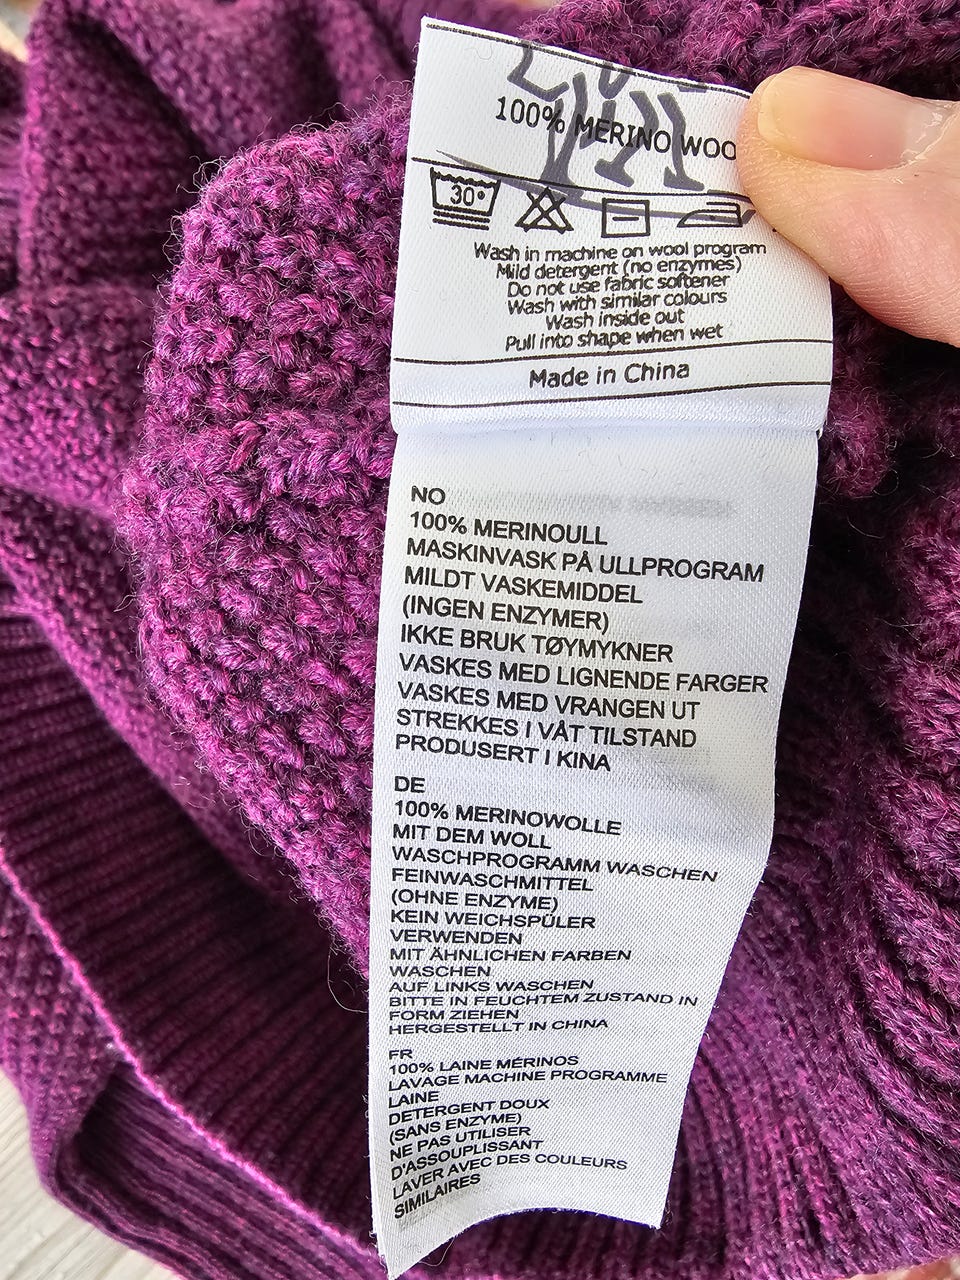 100% MERINO WOO
30°
Wash in machine on wool program
Mild detergent (no enzymes)
Do not use fabric softener
Wash with similar colours
Wash inside out
Pull into shape when wet
Made in China
NO
100% MERINOULL
MASKINVASK PÅ ULLPROGRAM
MILDT VASKEMIDDEL
(INGEN ENZYMER)
IKKE BRUK TØYMYKNER
VASKES MED LIGNENDE FARGER
VASKES MED VRANGEN UT
STREKKES I VÅT TILSTAND
PRODUSERT I KINA
DE
100% MERINOWOLLE
MIT DEM WOLL
WASCHPROGRAMM WASCHEN
FEINWASCHMITTEL
(OHNE ENZYME)
KEIN WEICHSPÜLER
VERWENDEN
MIT ÄHNLICHEN FARBEN
WASCHEN
AUF LINKS WASCHEN
BITTE IN FEUCHTEM ZUSTAND IN
FORM ZIEHEN
HERGESTELLT IN CHINA
FR
100% LAINE MÉRINOS
LAVAGE MACHINE PROGRAMME
LAINE
DETERGENT DOUX
(SANS ENZYME)
NE PAS UTILISER
D'ASSOUPLISSANT
LAVER AVEC DES COULEURS
SIMILAIRES